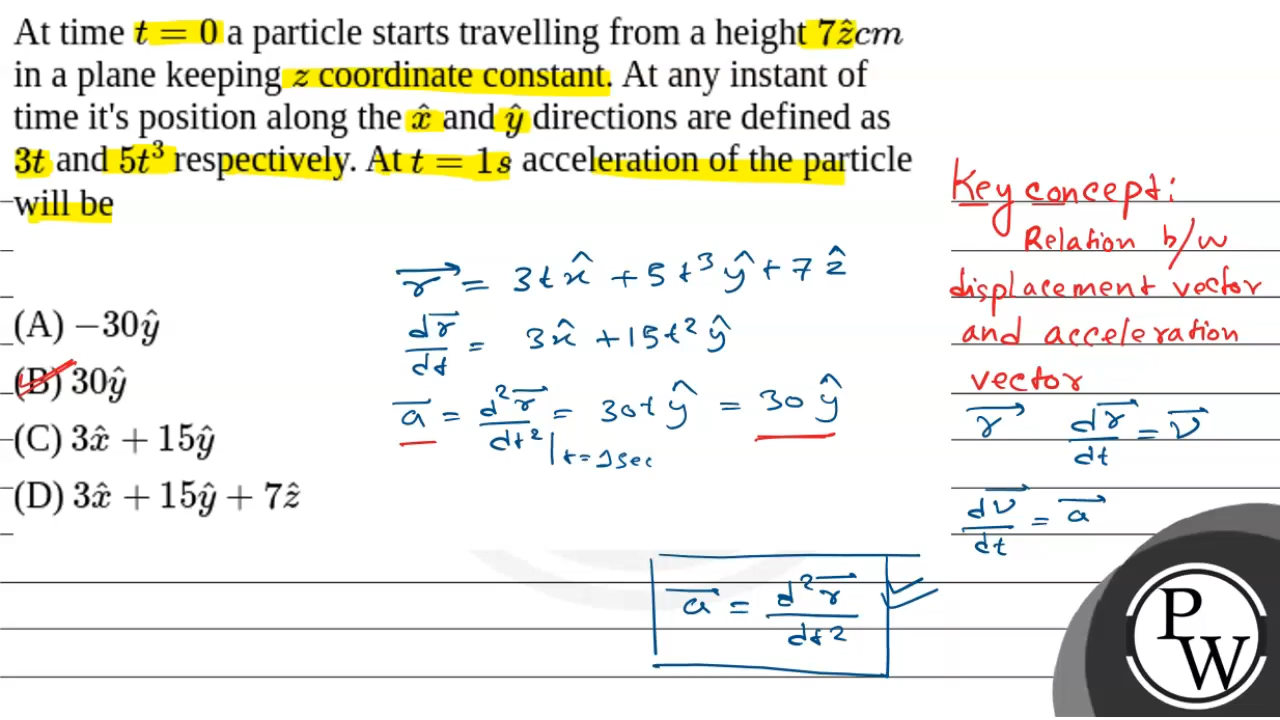 At time t = 0 a particle starts travelling from a height 7ẑcm
in a plane keeping z coordinate constant. At any instant of
time it's position along the x̂ and ŷ directions are defined as
3t and 5t³ respectively. At t = 1s acceleration of the particle
will be
(A) −30ŷ
(B) 30ŷ
(C) 3x̂ + 15ŷ
(D) 3x̂ + 15ŷ + 7ẑ
r⃗ = 3t x̂ + 5t³ ŷ + 7 ẑ
dr⃗/dt = 3x̂ + 15t² ŷ
a⃗ = d²r⃗/dt² |t=1sec = 30t ŷ = 30 ŷ
a⃗ = d²r⃗/dt²
Key concept:
Relation b/w
displacement vector
and acceleration
vector
r⃗ dr⃗/dt = v⃗
dv⃗/dt = a⃗
PW